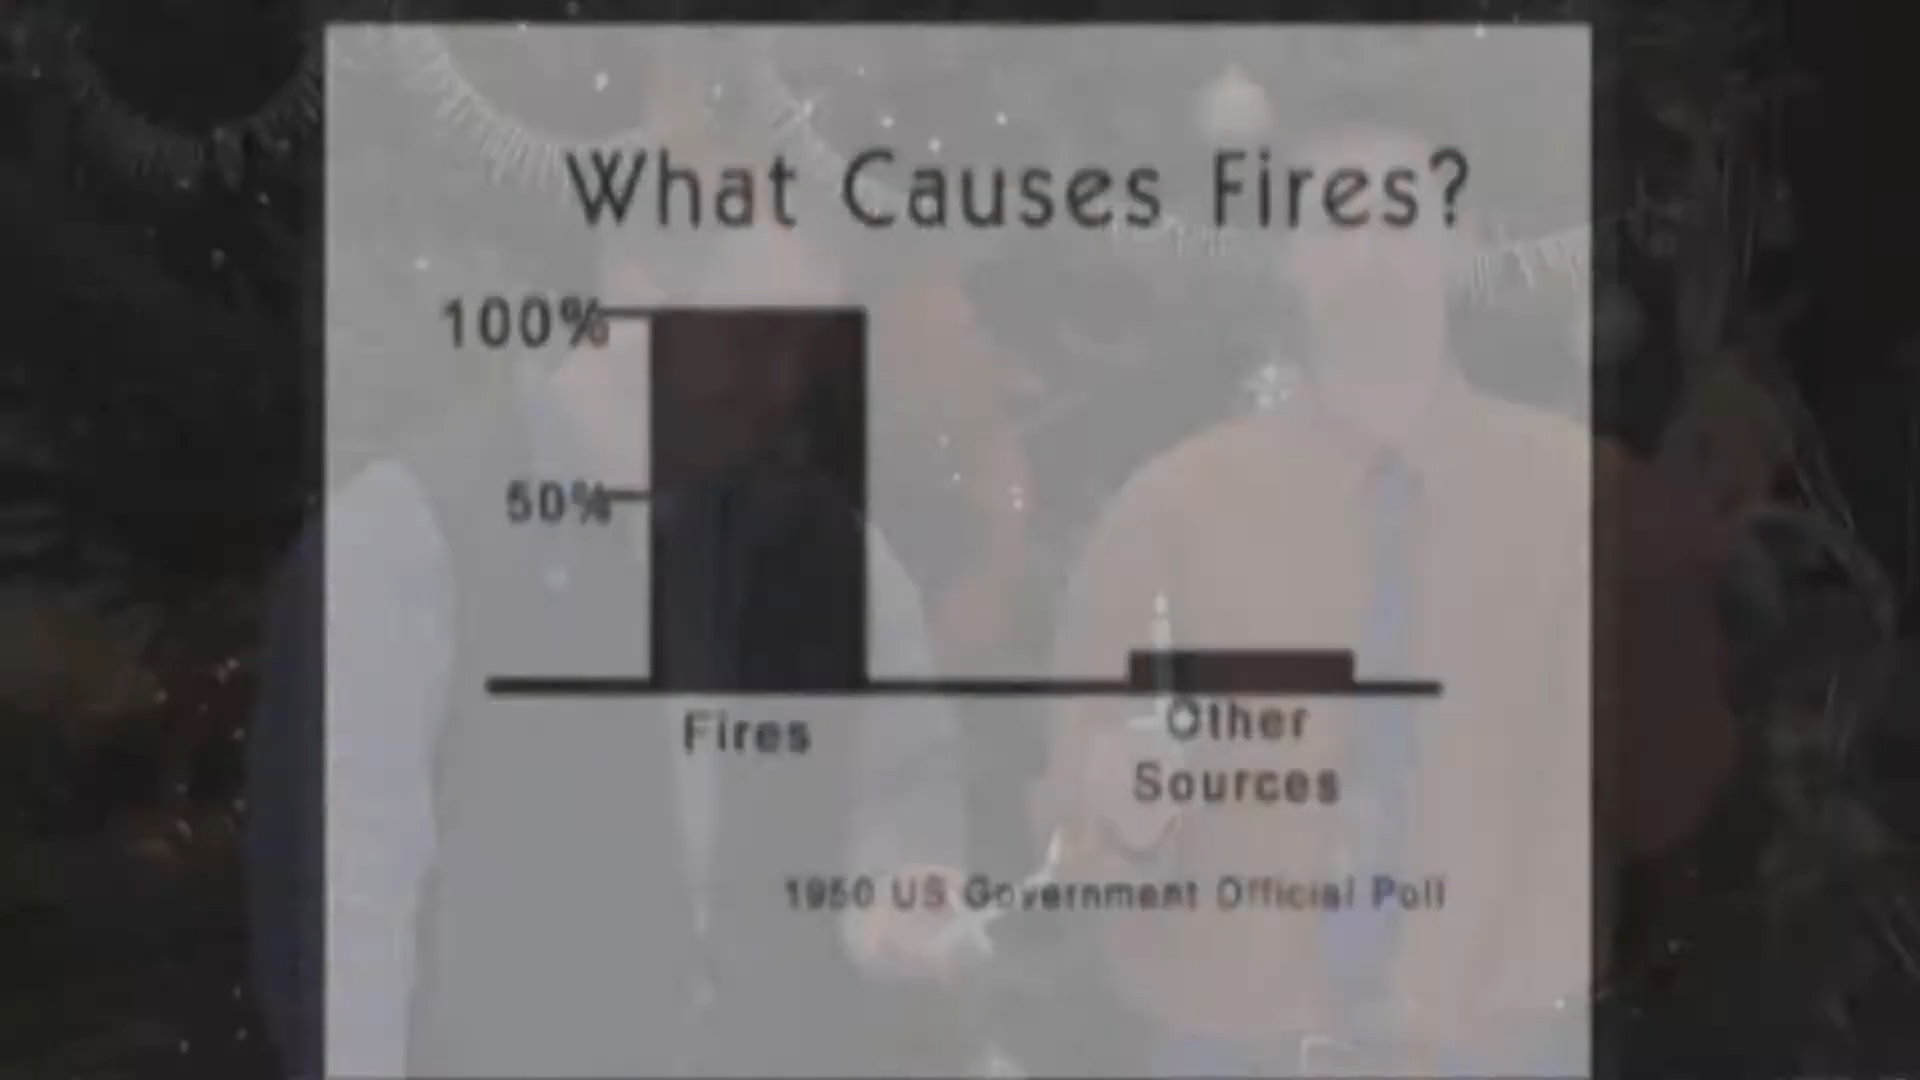 What Causes Fires?
100%
50%
Fires
Other
Sources
1950 US Government Official Poll